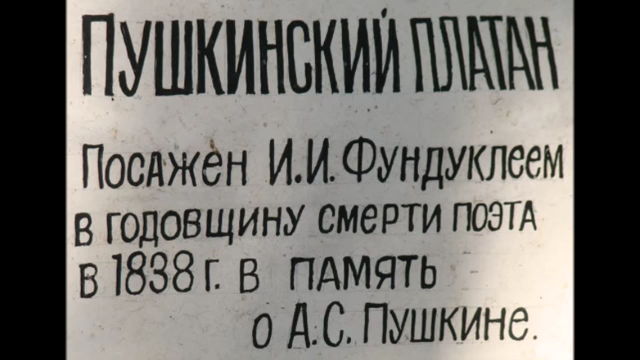 Пушкинский платан
Посажен И.И. Фундуклеем
в годовщину смерти поэта
в 1838 г. в память
о А.С. Пушкине.